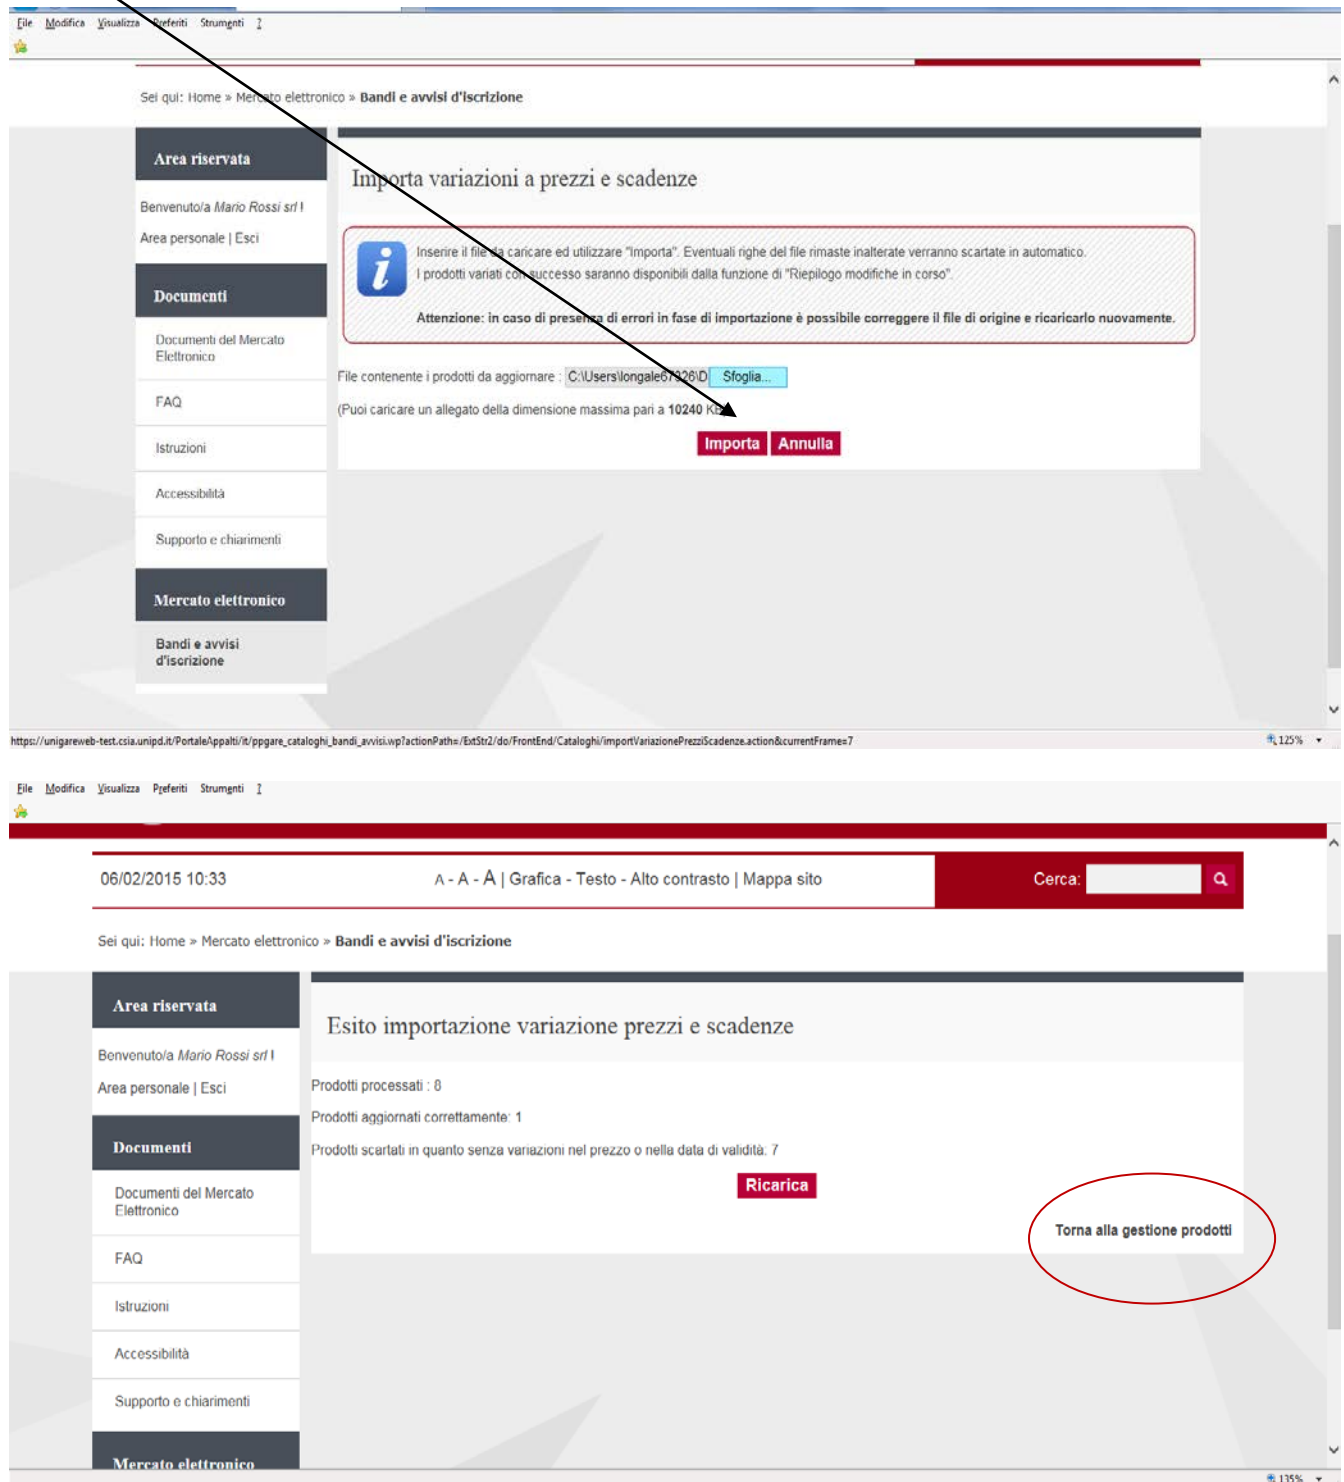 File Modifica Visualizza Preferiti Strumenti ?
Sei qui: Home » Mercato elettronico » Bandi e avvisi d'iscrizione
Area riservata
Benvenuto/a Mario Rossi srl !
Area personale | Esci
Documenti
Documenti del Mercato
Elettronico
FAQ
Istruzioni
Accessibilità
Supporto e chiarimenti
Mercato elettronico
Bandi e avvisi
d'iscrizione
Importa variazioni a prezzi e scadenze
Inserire il file da caricare ed utilizzare "Importa". Eventuali righe del file rimaste inalterate verranno scartate in automatico.
I prodotti variati con successo saranno disponibili dalla funzione di "Riepilogo modifiche in corso".
Attenzione: in caso di presenza di errori in fase di importazione è possibile correggere il file di origine e ricaricarlo nuovamente.
File contenente i prodotti da aggiornare : C:\Users\longale67926\D Sfoglia...
(Puoi caricare un allegato della dimensione massima pari a 10240 KB
Importa Annulla
https://unigareweb-test.csia.unipd.it/PortaleAppalti/it/ppgare_cataloghi_bandi_avvisi.wp?actionPath=/ExtStr2/do/FrontEnd/Cataloghi/importVariazionePrezziScadenze.action&currentFrame=7
125%
File Modifica Visualizza Preferiti Strumenti ?
06/02/2015 10:33
A - A - A | Grafica - Testo - Alto contrasto | Mappa sito
Cerca:
Sei qui: Home » Mercato elettronico » Bandi e avvisi d'iscrizione
Area riservata
Benvenuto/a Mario Rossi srl !
Area personale | Esci
Documenti
Documenti del Mercato
Elettronico
FAQ
Istruzioni
Accessibilità
Supporto e chiarimenti
Mercato elettronico
Esito importazione variazione prezzi e scadenze
Prodotti processati : 8
Prodotti aggiornati correttamente: 1
Prodotti scartati in quanto senza variazioni nel prezzo o nella data di validità: 7
Ricarica
Torna alla gestione prodotti
135%